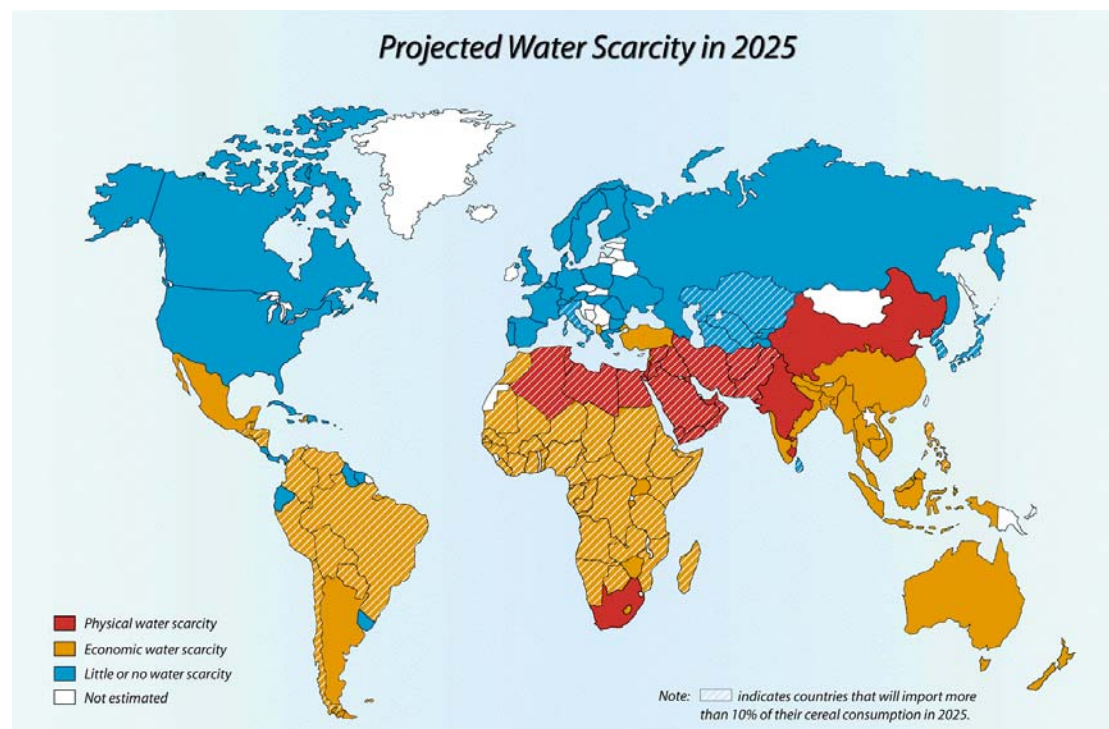 Projected Water Scarcity in 2025
Physical water scarcity
Economic water scarcity
Little or no water scarcity
Not estimated
Note: indicates countries that will import more
than 10% of their cereal consumption in 2025.